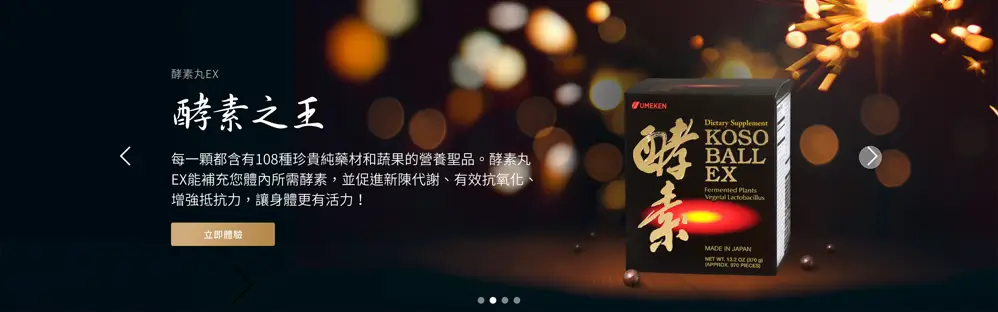 酵素丸EX
酵素之王
每一顆都含有108種珍貴純藥材和蔬果的營養聖品。酵素丸
EX能補充您體內所需酵素，並促進新陳代謝、有效抗氧化、
增強抵抗力，讓身體更有活力！
立即體驗
UMEKEN
酵素
Dietary Supplement
KOSO
BALL
EX
Fermented Plants
Vegetal Lactobacillus
MADE IN JAPAN
NET WT. 13.2 OZ (370 g)
(APPROX. 970 PIECES)